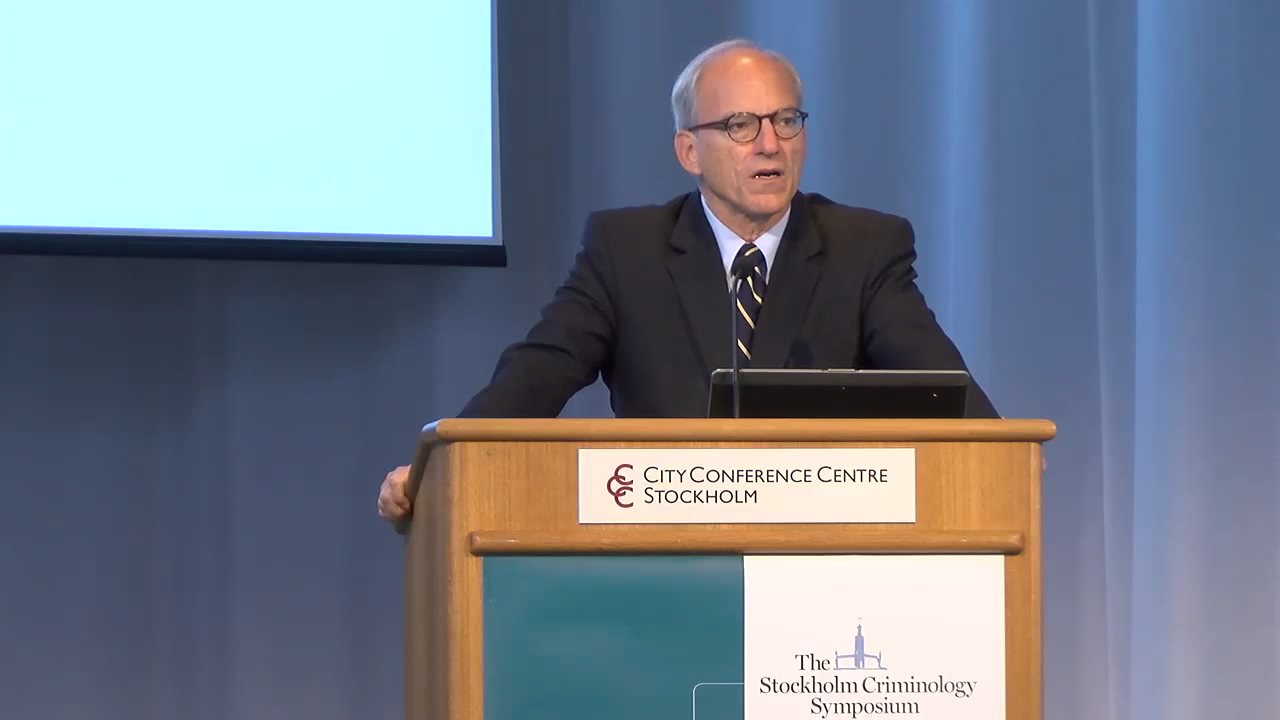 CITY CONFERENCE CENTRE
STOCKHOLM
The
Stockholm Criminology
Symposium